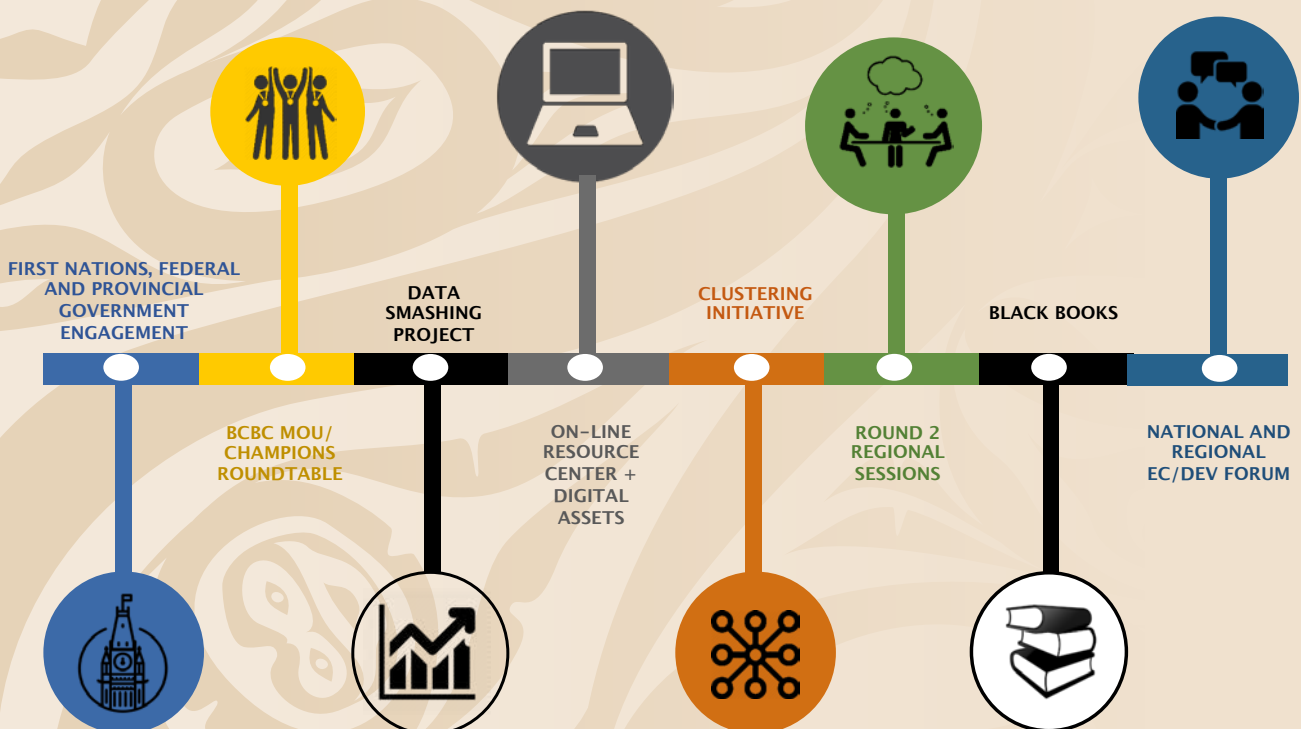 FIRST NATIONS, FEDERAL
AND PROVINCIAL
GOVERNMENT
ENGAGEMENT
BCBC MOU/
CHAMPIONS
ROUNDTABLE
DATA
SMASHING
PROJECT
ON-LINE
RESOURCE
CENTER +
DIGITAL
ASSETS
CLUSTERING
INITIATIVE
ROUND 2
REGIONAL
SESSIONS
BLACK BOOKS
NATIONAL AND
REGIONAL
EC/DEV FORUM